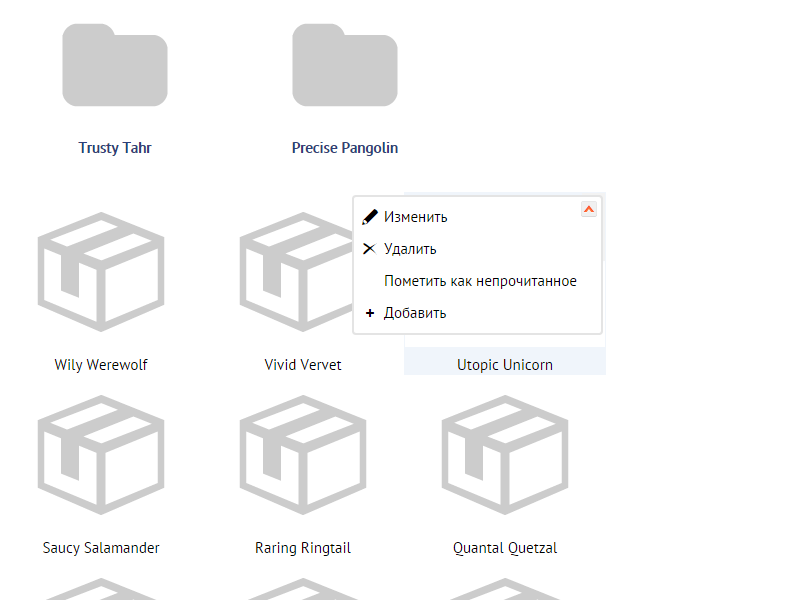 Trusty Tahr
Precise Pangolin
Изменить
Удалить
Пометить как непрочитанное
Добавить
Wily Werewolf
Vivid Vervet
Utopic Unicorn
Saucy Salamander
Raring Ringtail
Quantal Quetzal